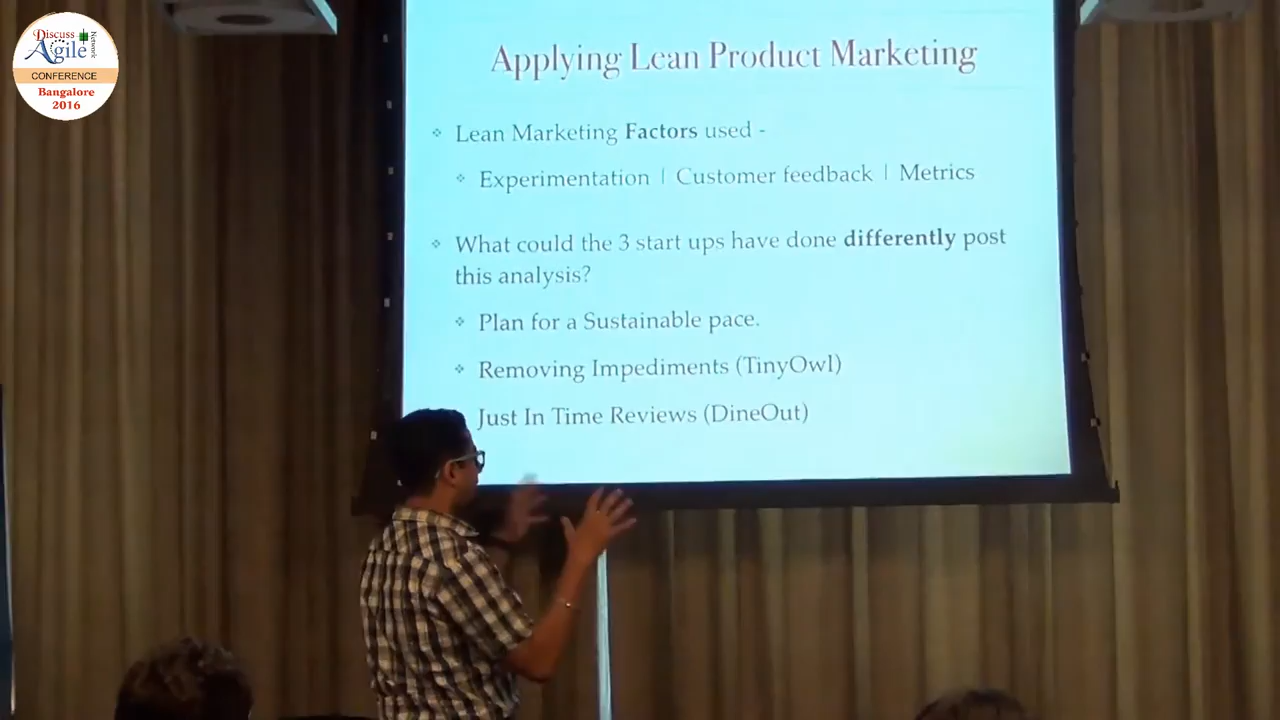 Discuss
Agile
Network
CONFERENCE
Bangalore
2016
Applying Lean Product Marketing
Lean Marketing Factors used -
Experimentation | Customer feedback | Metrics
What could the 3 start ups have done differently post
this analysis?
Plan for a Sustainable pace.
Removing Impediments (TinyOwl)
Just In Time Reviews (DineOut)